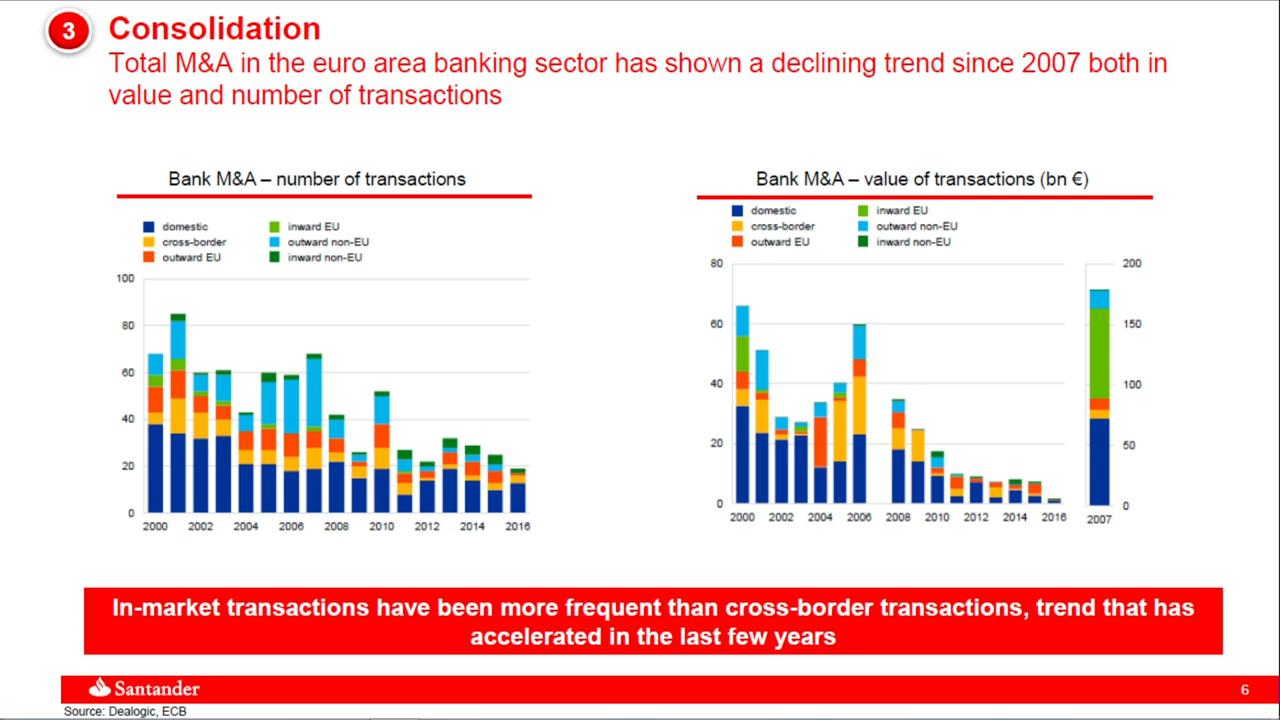 3
Consolidation
Total M&A in the euro area banking sector has shown a declining trend since 2007 both in
value and number of transactions
Bank M&A – number of transactions
domestic
cross-border
outward EU
inward EU
outward non-EU
inward non-EU
100
80
60
40
20
0
2000 2002 2004 2006 2008 2010 2012 2014 2016
Bank M&A – value of transactions (bn €)
domestic
cross-border
outward EU
inward EU
outward non-EU
inward non-EU
80
60
40
20
0
2000 2002 2004 2006 2008 2010 2012 2014 2016
200
150
100
50
0
2007
In-market transactions have been more frequent than cross-border transactions, trend that has
accelerated in the last few years
Santander
6
Source: Dealogic, ECB